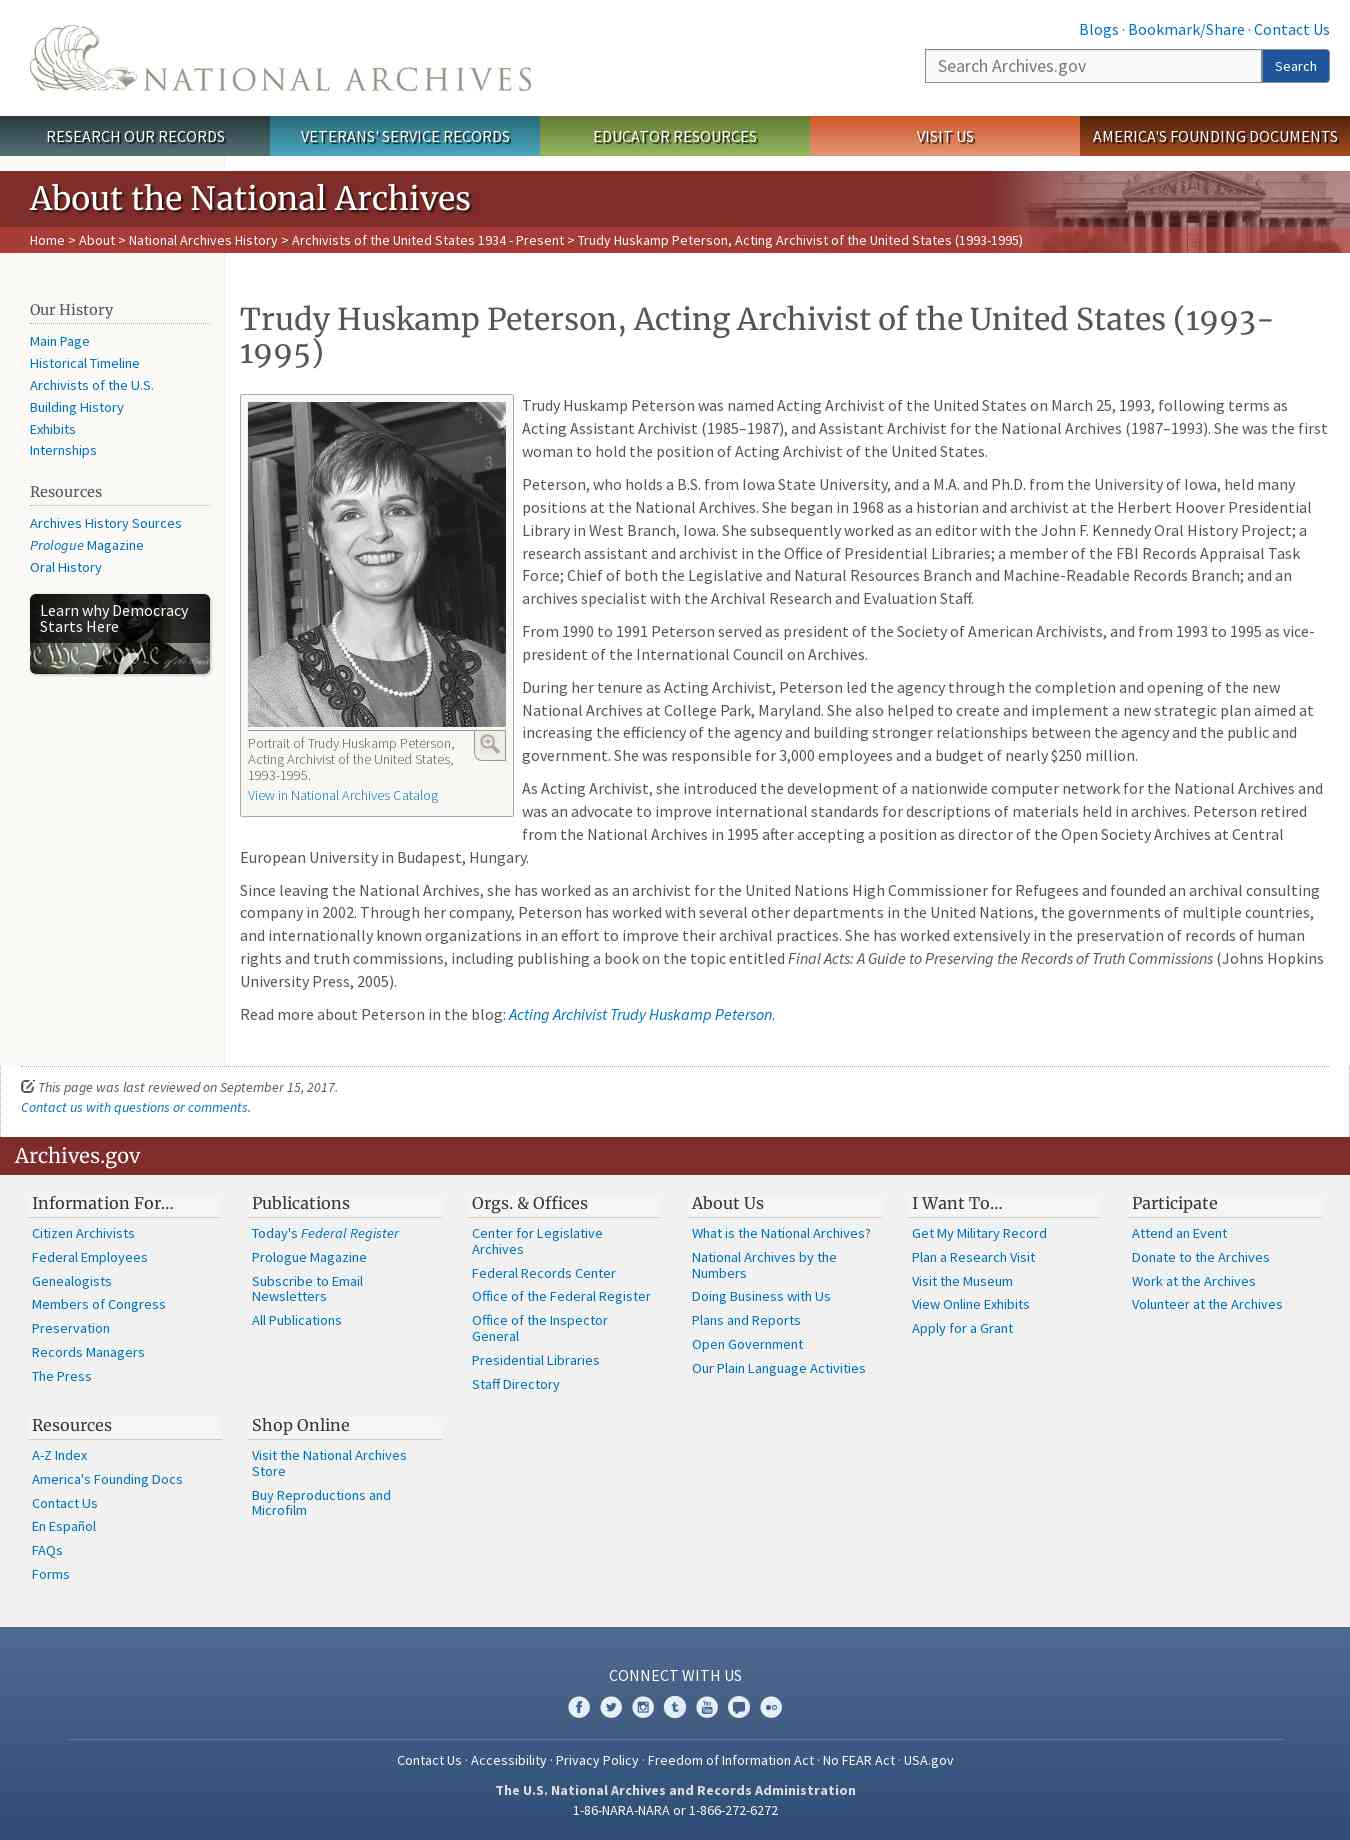 Blogs · Bookmark/Share · Contact Us
NATIONAL ARCHIVES
Search Archives.gov
Search
RESEARCH OUR RECORDS
VETERANS' SERVICE RECORDS
EDUCATOR RESOURCES
VISIT US
AMERICA'S FOUNDING DOCUMENTS
About the National Archives
Home > About > National Archives History > Archivists of the United States 1934 - Present > Trudy Huskamp Peterson, Acting Archivist of the United States (1993-1995)
Our History
Main Page
Historical Timeline
Archivists of the U.S.
Building History
Exhibits
Internships
Resources
Archives History Sources
Prologue Magazine
Oral History
Learn why Democracy
Starts Here
e the People
Trudy Huskamp Peterson, Acting Archivist of the United States (1993-
1995)
Portrait of Trudy Huskamp Peterson,
Acting Archivist of the United States,
1993-1995.
View in National Archives Catalog
Trudy Huskamp Peterson was named Acting Archivist of the United States on March 25, 1993, following terms as
Acting Assistant Archivist (1985–1987), and Assistant Archivist for the National Archives (1987–1993). She was the first
woman to hold the position of Acting Archivist of the United States.
Peterson, who holds a B.S. from Iowa State University, and a M.A. and Ph.D. from the University of Iowa, held many
positions at the National Archives. She began in 1968 as a historian and archivist at the Herbert Hoover Presidential
Library in West Branch, Iowa. She subsequently worked as an editor with the John F. Kennedy Oral History Project; a
research assistant and archivist in the Office of Presidential Libraries; a member of the FBI Records Appraisal Task
Force; Chief of both the Legislative and Natural Resources Branch and Machine-Readable Records Branch; and an
archives specialist with the Archival Research and Evaluation Staff.
From 1990 to 1991 Peterson served as president of the Society of American Archivists, and from 1993 to 1995 as vice-
president of the International Council on Archives.
During her tenure as Acting Archivist, Peterson led the agency through the completion and opening of the new
National Archives at College Park, Maryland. She also helped to create and implement a new strategic plan aimed at
increasing the efficiency of the agency and building stronger relationships between the agency and the public and
government. She was responsible for 3,000 employees and a budget of nearly $250 million.
As Acting Archivist, she introduced the development of a nationwide computer network for the National Archives and
was an advocate to improve international standards for descriptions of materials held in archives. Peterson retired
from the National Archives in 1995 after accepting a position as director of the Open Society Archives at Central
European University in Budapest, Hungary.
Since leaving the National Archives, she has worked as an archivist for the United Nations High Commissioner for Refugees and founded an archival consulting
company in 2002. Through her company, Peterson has worked with several other departments in the United Nations, the governments of multiple countries,
and internationally known organizations in an effort to improve their archival practices. She has worked extensively in the preservation of records of human
rights and truth commissions, including publishing a book on the topic entitled Final Acts: A Guide to Preserving the Records of Truth Commissions (Johns Hopkins
University Press, 2005).
Read more about Peterson in the blog: Acting Archivist Trudy Huskamp Peterson.
This page was last reviewed on September 15, 2017.
Contact us with questions or comments.
Archives.gov
Information For…
Citizen Archivists
Federal Employees
Genealogists
Members of Congress
Preservation
Records Managers
The Press
Publications
Today's Federal Register
Prologue Magazine
Subscribe to Email
Newsletters
All Publications
Orgs. & Offices
Center for Legislative
Archives
Federal Records Center
Office of the Federal Register
Office of the Inspector
General
Presidential Libraries
Staff Directory
About Us
What is the National Archives?
National Archives by the
Numbers
Doing Business with Us
Plans and Reports
Open Government
Our Plain Language Activities
I Want To…
Get My Military Record
Plan a Research Visit
Visit the Museum
View Online Exhibits
Apply for a Grant
Participate
Attend an Event
Donate to the Archives
Work at the Archives
Volunteer at the Archives
Resources
A-Z Index
America's Founding Docs
Contact Us
En Español
FAQs
Forms
Shop Online
Visit the National Archives
Store
Buy Reproductions and
Microfilm
CONNECT WITH US
Contact Us · Accessibility · Privacy Policy · Freedom of Information Act · No FEAR Act · USA.gov
The U.S. National Archives and Records Administration
1-86-NARA-NARA or 1-866-272-6272